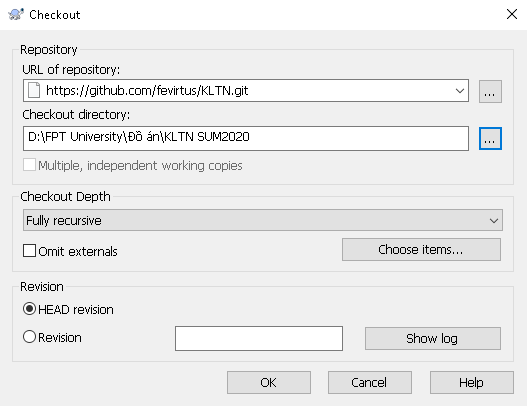 Checkout
Repository
URL of repository:
https://github.com/fevirtus/KLTN.git
...
Checkout directory:
D:\FPT University\Đồ án\KLTN SUM2020
...
Multiple, independent working copies
Checkout Depth
Fully recursive
Omit externals
Choose items...
Revision
HEAD revision
Revision
Show log
OK
Cancel
Help